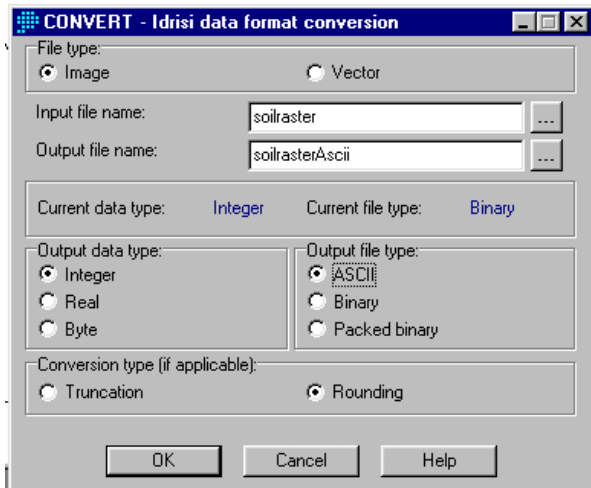 CONVERT - Idrisi data format conversion
File type:
Image Vector
Input file name: soilraster ...
Output file name: soilrasterAscii ...
Current data type: Integer Current file type: Binary
Output data type: Output file type:
Integer ASCII
Real Binary
Byte Packed binary
Conversion type (if applicable):
Truncation Rounding
OK Cancel Help